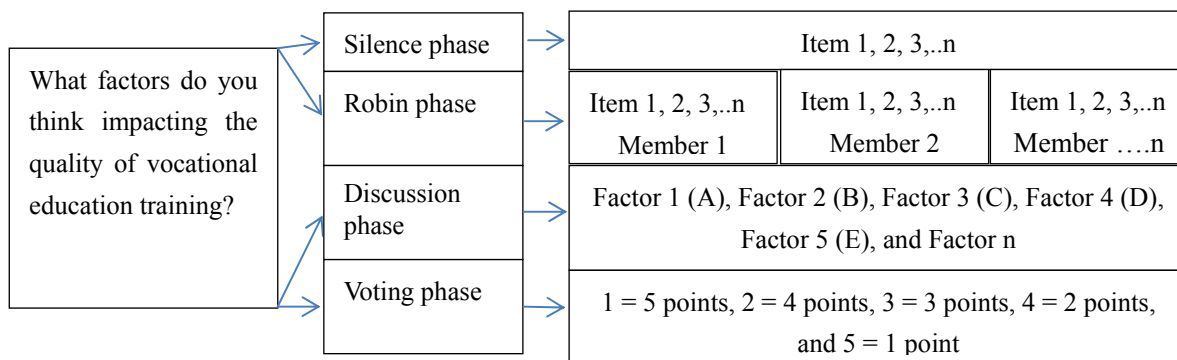 What factors do you
think impacting the
quality of vocational
education training?
Silence phase
Item 1, 2, 3,..n
Robin phase
Item 1, 2, 3,..n
Member 1
Item 1, 2, 3,..n
Member 2
Item 1, 2, 3,..n
Member ….n
Discussion
phase
Factor 1 (A), Factor 2 (B), Factor 3 (C), Factor 4 (D),
Factor 5 (E), and Factor n
Voting phase
1 = 5 points, 2 = 4 points, 3 = 3 points, 4 = 2 points,
and 5 = 1 point